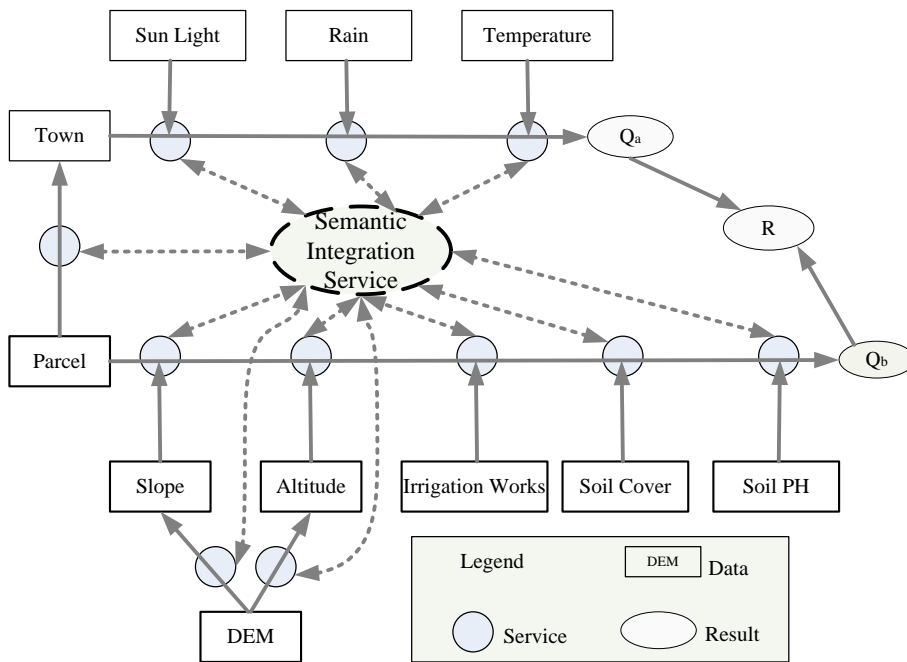 Sun Light
Rain
Temperature
Town
Qa
Semantic
Integration
Service
R
Parcel
Qb
Slope
Altitude
Irrigation Works
Soil Cover
Soil PH
Legend
DEM
Data
DEM
Service
Result